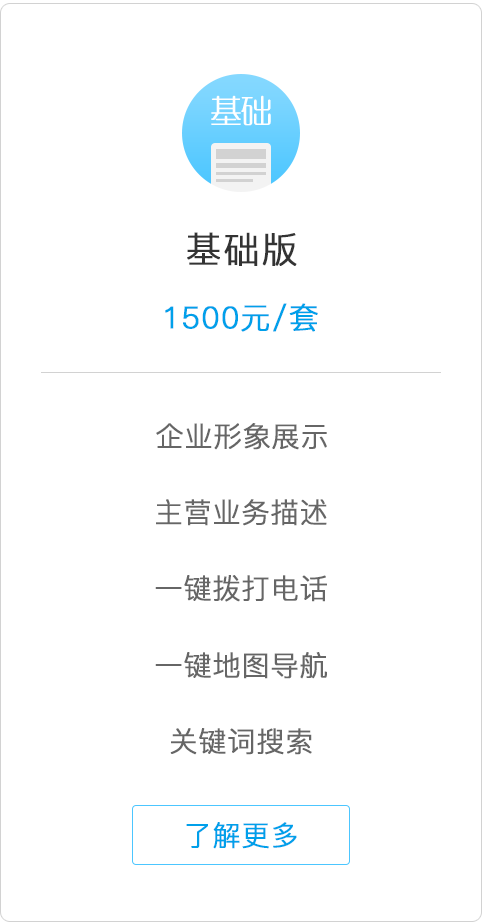 基础
基础版
1500元/套
企业形象展示
主营业务描述
一键拨打电话
一键地图导航
关键词搜索
了解更多